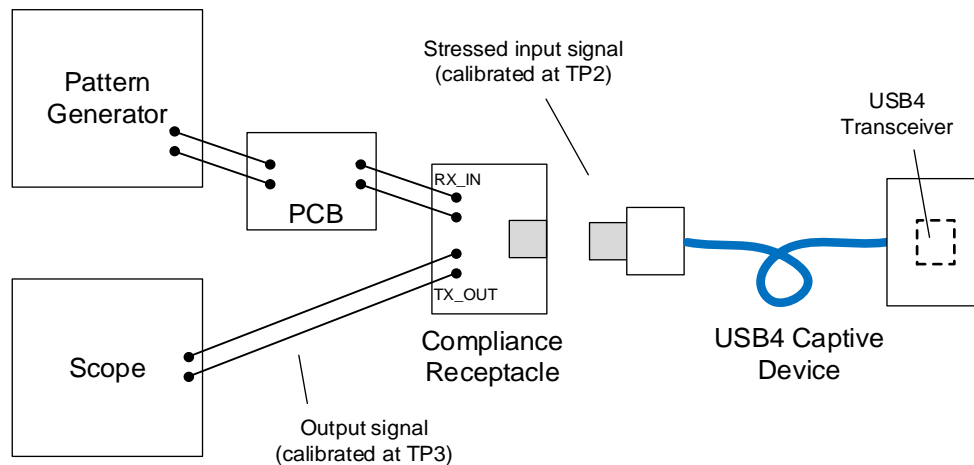 Pattern
Generator
PCB
Stressed input signal
(calibrated at TP2)
USB4
Transceiver
RX_IN
TX_OUT
Compliance
Receptacle
USB4 Captive
Device
Scope
Output signal
(calibrated at TP3)